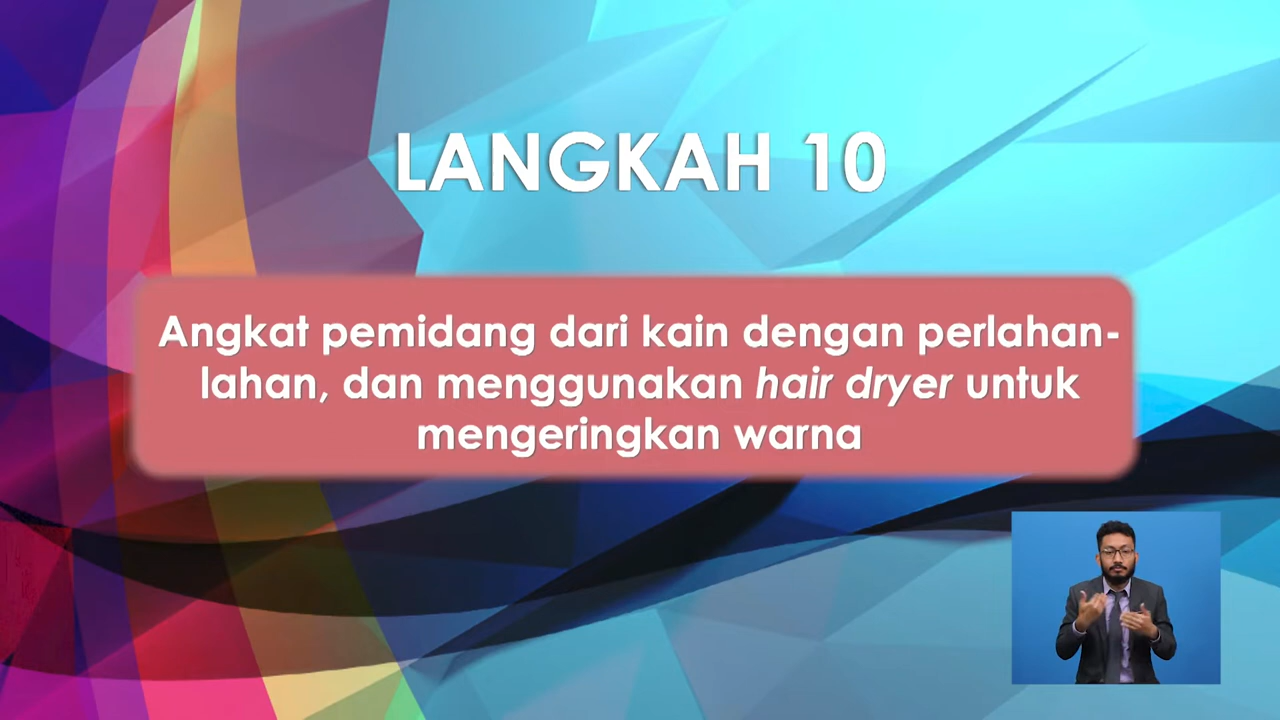 LANGKAH 10
Angkat pemidang dari kain dengan perlahan-
lahan, dan menggunakan hair dryer untuk
mengeringkan warna